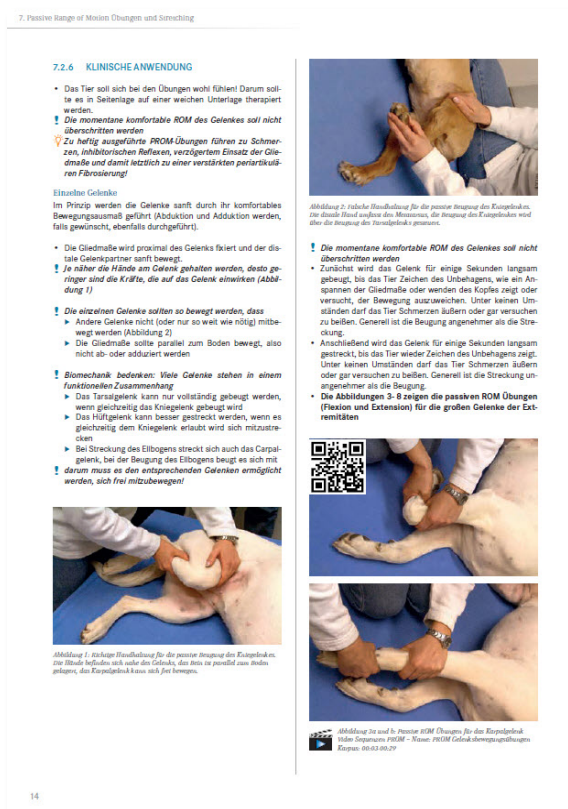 7. Passive Range of Motion Übungen und Stretching
7.2.6 KLINISCHE ANWENDUNG
• Das Tier soll sich bei den Übungen wohl fühlen! Darum soll-
te es in Seitenlage auf einer weichen Unterlage therapiert
werden.
! Die momentane komfortable ROM des Gelenkes soll nicht
überschritten werden
Zu heftig ausgeführte PROM-Übungen führen zu Schmer-
zen, inhibitorischen Reflexen, verzögertem Einsatz der Glie-
dmaße und damit letztlich zu einer verstärkten periartikulä-
ren Fibrosierung!
Einzelne Gelenke
Im Prinzip werden die Gelenke sanft durch ihr komfortables
Bewegungsausmaß geführt (Abduktion und Adduktion werden,
falls gewünscht, ebenfalls durchgeführt).
• Die Gliedmaße wird proximal des Gelenks fixiert und der dis-
tale Gelenkpartner sanft bewegt.
! Je näher die Hände am Gelenk gehalten werden, desto ge-
ringer sind die Kräfte, die auf das Gelenk einwirken (Abbil-
dung 1)
! Die einzelnen Gelenke sollten so bewegt werden, dass
▶ Andere Gelenke nicht (oder nur so weit wie nötig) mitbe-
wegt werden (Abbildung 2)
▶ Die Gliedmaße sollte parallel zum Boden bewegt, also
nicht ab- oder adduziert werden
! Biomechanik bedenken: Viele Gelenke stehen in einem
funktionellen Zusammenhang
▶ Das Tarsalgelenk kann nur vollständig gebeugt werden,
wenn gleichzeitig das Kniegelenk gebeugt wird
▶ Das Hüftgelenk kann besser gestreckt werden, wenn es
gleichzeitig dem Kniegelenk erlaubt wird sich mitzustre-
cken
▶ Bei Streckung des Ellbogens streckt sich auch das Carpal-
gelenk, bei der Beugung des Ellbogens beugt es sich mit
! darum muss es den entsprechenden Gelenken ermöglicht
werden, sich frei mitzubewegen!
Abbildung 1: Richtige Handhaltung für die passive Beugung des Kniegelenkes.
Die Hände befinden sich nahe des Gelenks, das Bein ist parallel zum Boden
gelagert, das Karpalgelenk kann sich frei bewegen.
Abbildung 2: Falsche Handhaltung für die passive Beugung des Kniegelenkes.
Die distale Hand umfasst den Metatarsus, die Beugung des Kniegelenkes wird
über die Beugung des Tarsalgelenks gesteuert.
! Die momentane komfortable ROM des Gelenkes soll nicht
überschritten werden
• Zunächst wird das Gelenk für einige Sekunden langsam
gebeugt, bis das Tier Zeichen des Unbehagens, wie ein An-
spannen der Gliedmaße oder wenden des Kopfes zeigt oder
versucht, der Bewegung auszuweichen. Unter keinen Um-
ständen darf das Tier Schmerzen äußern oder gar versuchen
zu beißen. Generell ist die Beugung angenehmer als die Stre-
ckung.
• Anschließend wird das Gelenk für einige Sekunden langsam
gestreckt, bis das Tier wieder Zeichen des Unbehagens zeigt.
Unter keinen Umständen darf das Tier Schmerzen äußern
oder gar versuchen zu beißen. Generell ist die Streckung un-
angenehmer als die Beugung.
• Die Abbildungen 3- 8 zeigen die passiven ROM Übungen
(Flexion und Extension) für die großen Gelenke der Ext-
remitäten
Abbildung 3a und b: Passive ROM Übungen für das Karpalgelenk
Video Sequenzen PROM – Name: PROM Gelenksbewegungsübungen
Karpus: 00:03-00:29
14